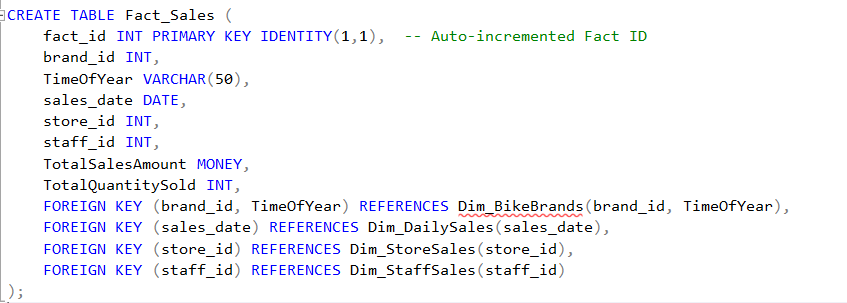 CREATE TABLE Fact_Sales (
    fact_id INT PRIMARY KEY IDENTITY(1,1),  -- Auto-incremented Fact ID
    brand_id INT,
    TimeOfYear VARCHAR(50),
    sales_date DATE,
    store_id INT,
    staff_id INT,
    TotalSalesAmount MONEY,
    TotalQuantitySold INT,
    FOREIGN KEY (brand_id, TimeOfYear) REFERENCES Dim_BikeBrands(brand_id, TimeOfYear),
    FOREIGN KEY (sales_date) REFERENCES Dim_DailySales(sales_date),
    FOREIGN KEY (store_id) REFERENCES Dim_StoreSales(store_id),
    FOREIGN KEY (staff_id) REFERENCES Dim_StaffSales(staff_id)
);